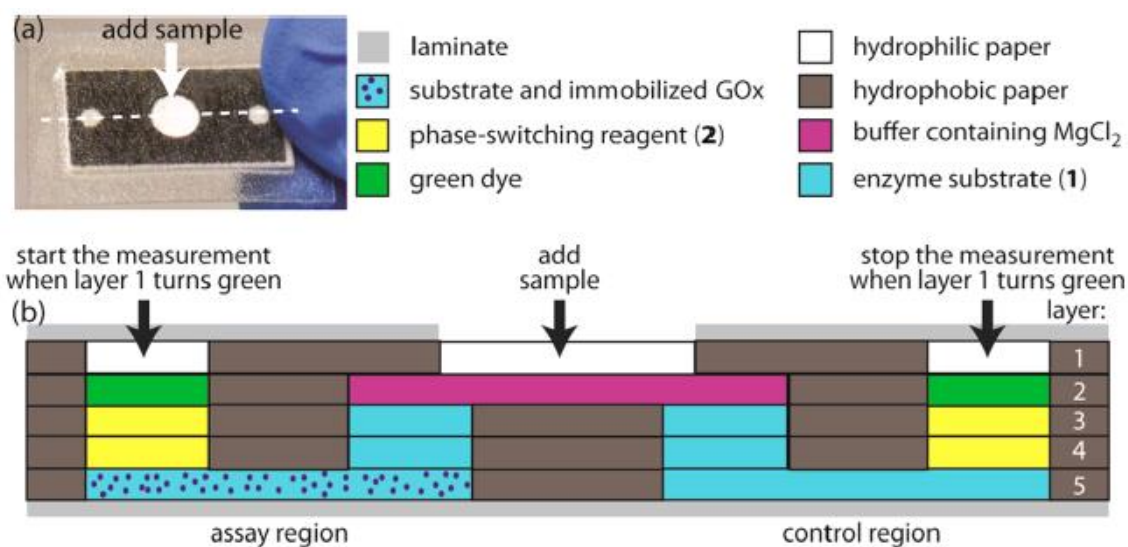 (a)
add sample
laminate
substrate and immobilized GOx
phase-switching reagent (2)
green dye
hydrophilic paper
hydrophobic paper
buffer containing MgCl₂
enzyme substrate (1)
start the measurement
when layer 1 turns green
add
sample
stop the measurement
when layer 1 turns green
(b)
layer:
1
2
3
4
5
assay region
control region